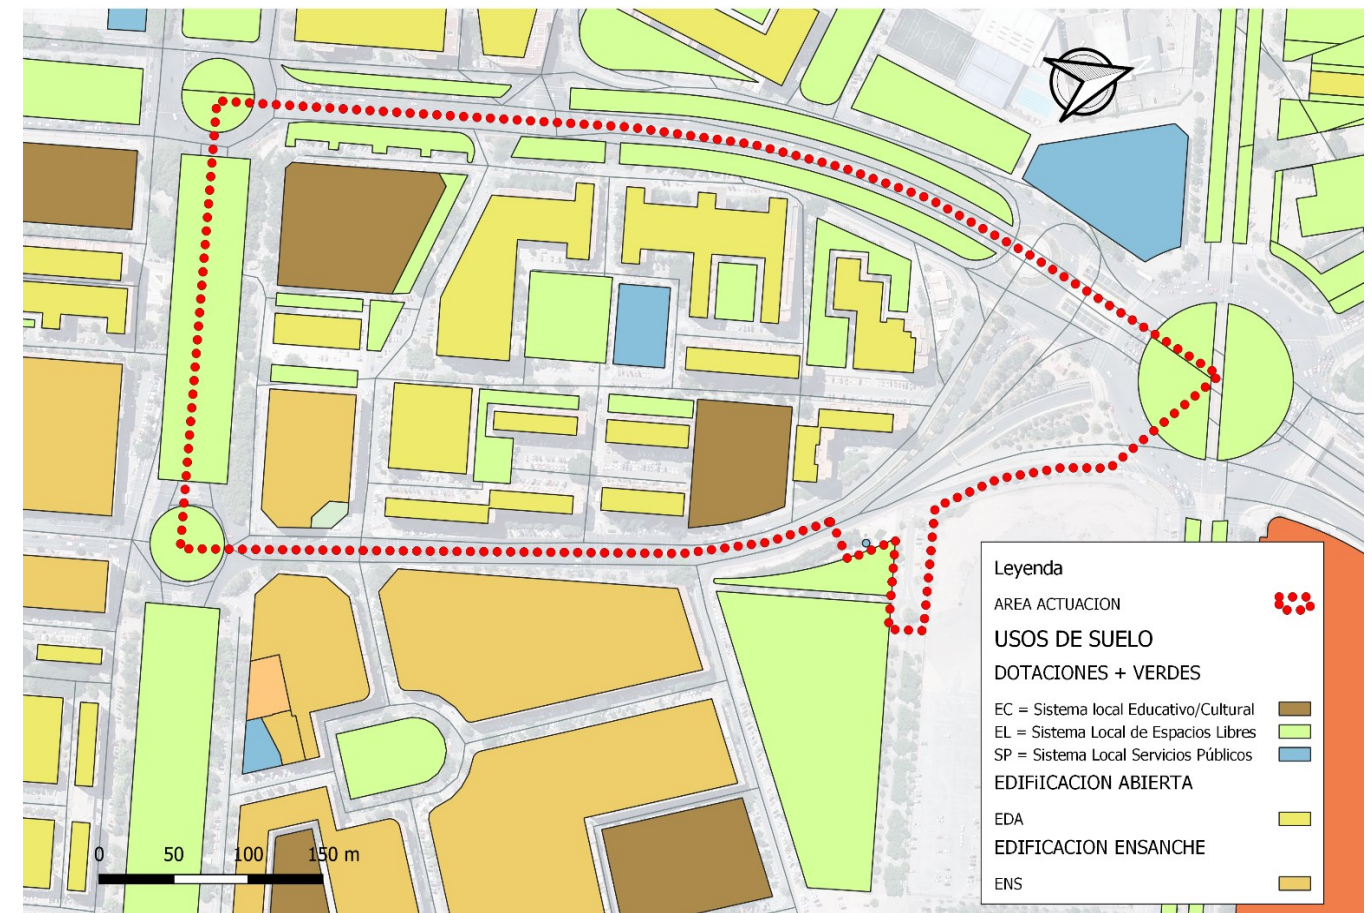 Leyenda
AREA ACTUACION
USOS DE SUELO
DOTACIONES + VERDES
EC = Sistema local Educativo/Cultural
EL = Sistema Local de Espacios Libres
SP = Sistema Local Servicios Públicos
EDIFiICACION ABIERTA
EDA
EDIFICACION ENSANCHE
ENS
0 50 100 150 m